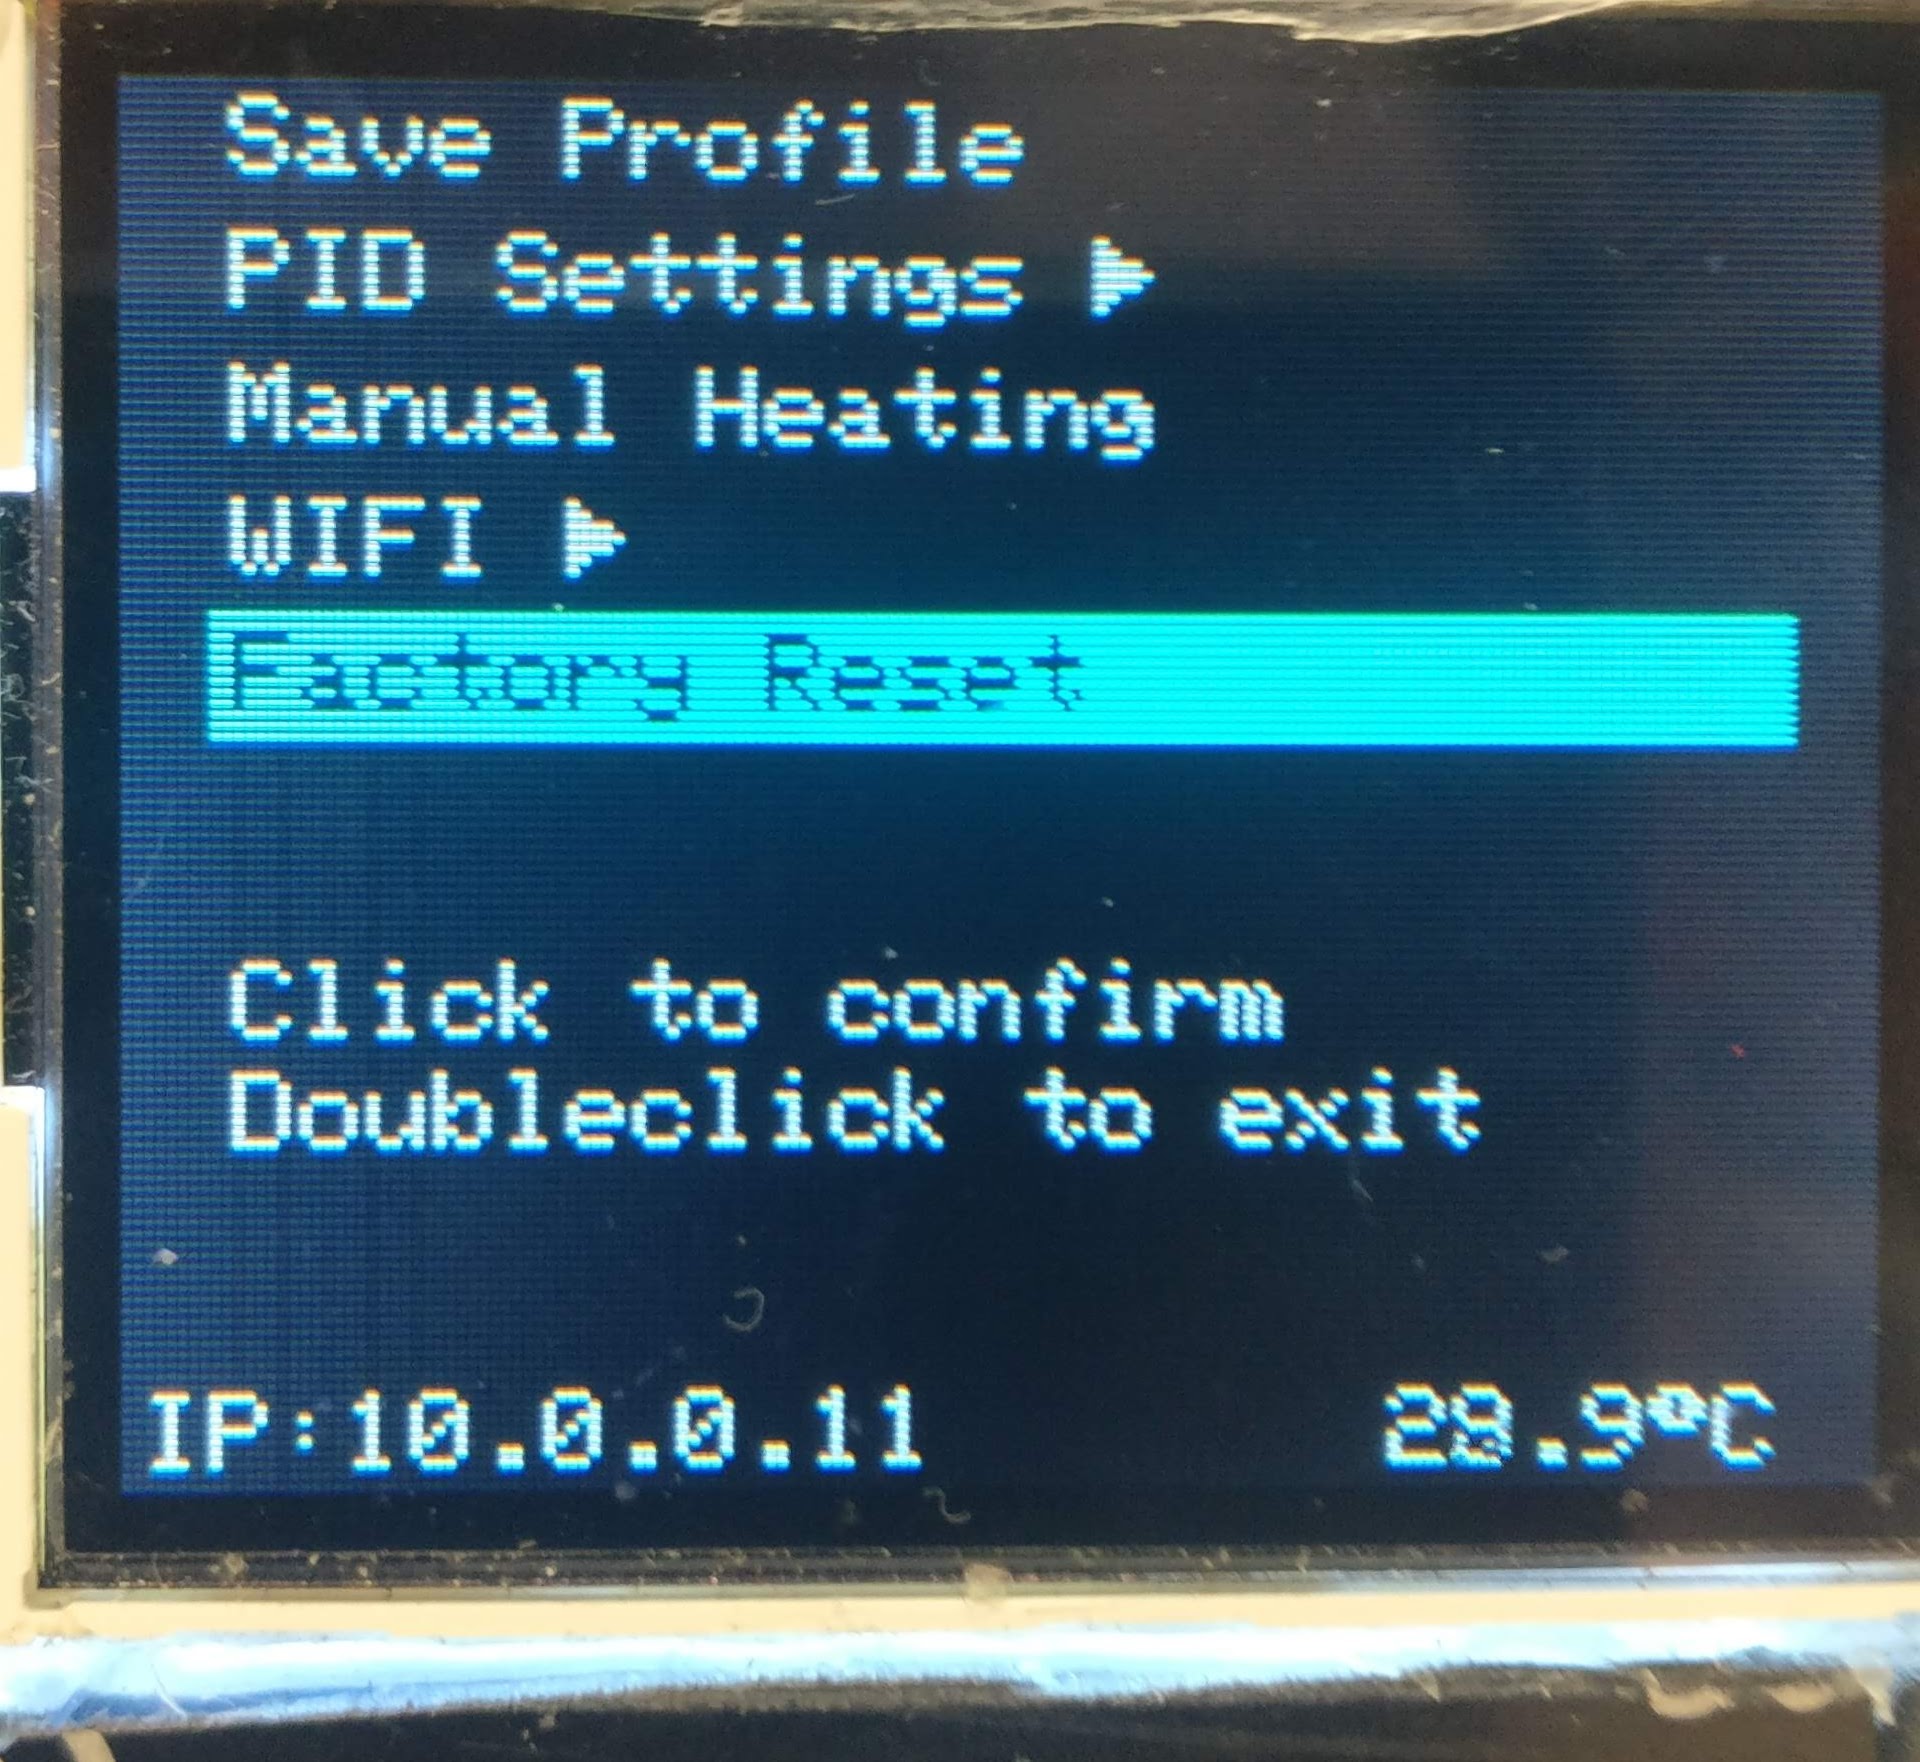 Save Profile
PID Settings ▶
Manual Heating
WIFI ▶
Factory Reset
Click to confirm
Doubleclick to exit
IP:10.0.0.11
29.9°C